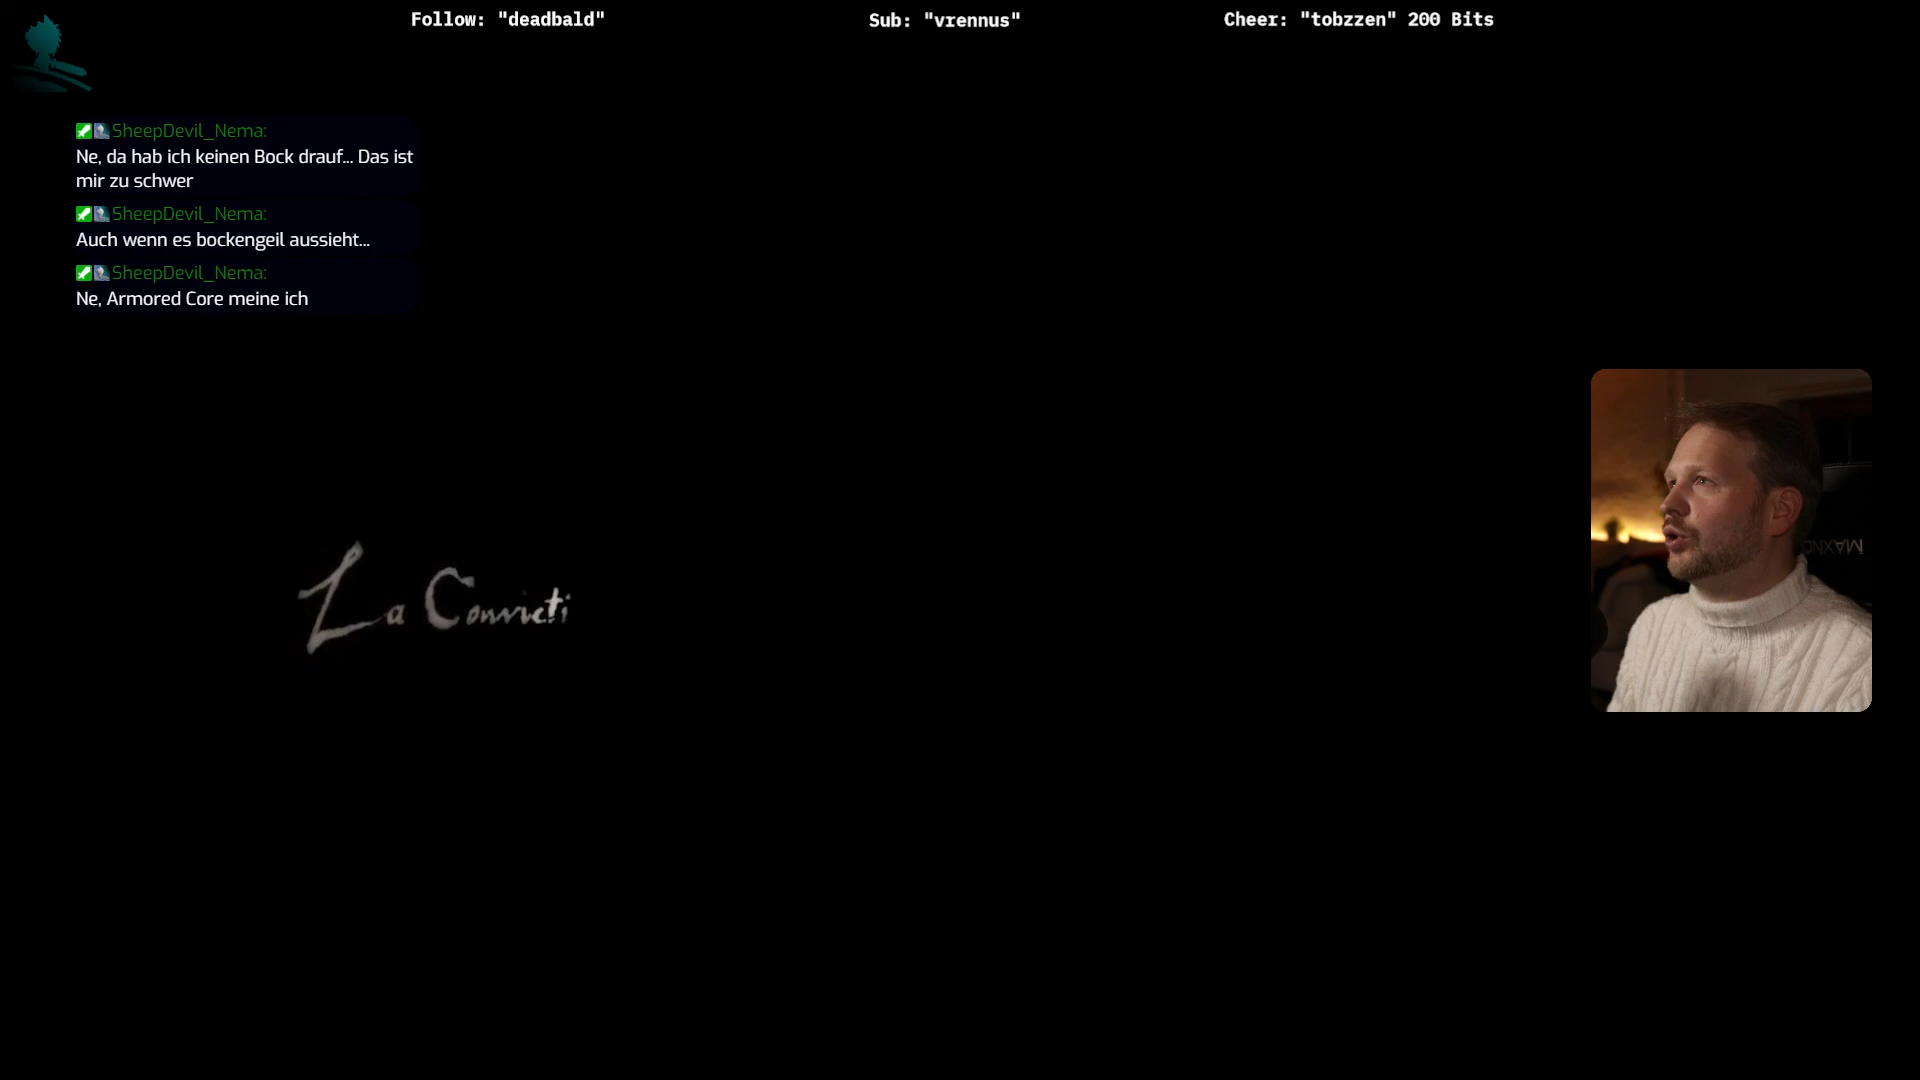 Follow: "deadbald"
Sub: "vrennus"
Cheer: "tobzzen" 200 Bits
SheepDevil_Nema:
Ne, da hab ich keinen Bock drauf... Das ist
mir zu schwer
SheepDevil_Nema:
Auch wenn es bockengeil aussieht...
SheepDevil_Nema:
Ne, Armored Core meine ich
La Convicti
MAXNO